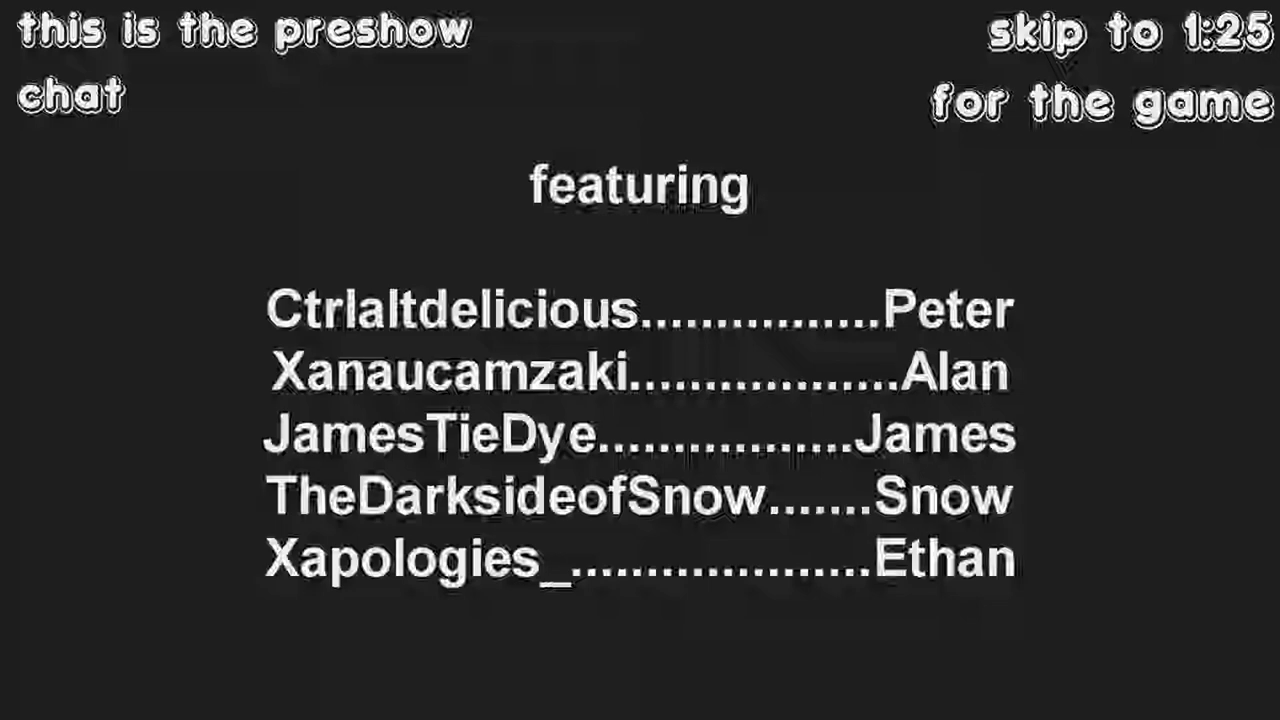 this is the preshow
chat
skip to 1:25
for the game
featuring
Ctrlaltdelicious................Peter
Xanaucamzaki..................Alan
JamesTieDye.................James
TheDarksideofSnow.......Snow
Xapologies_....................Ethan